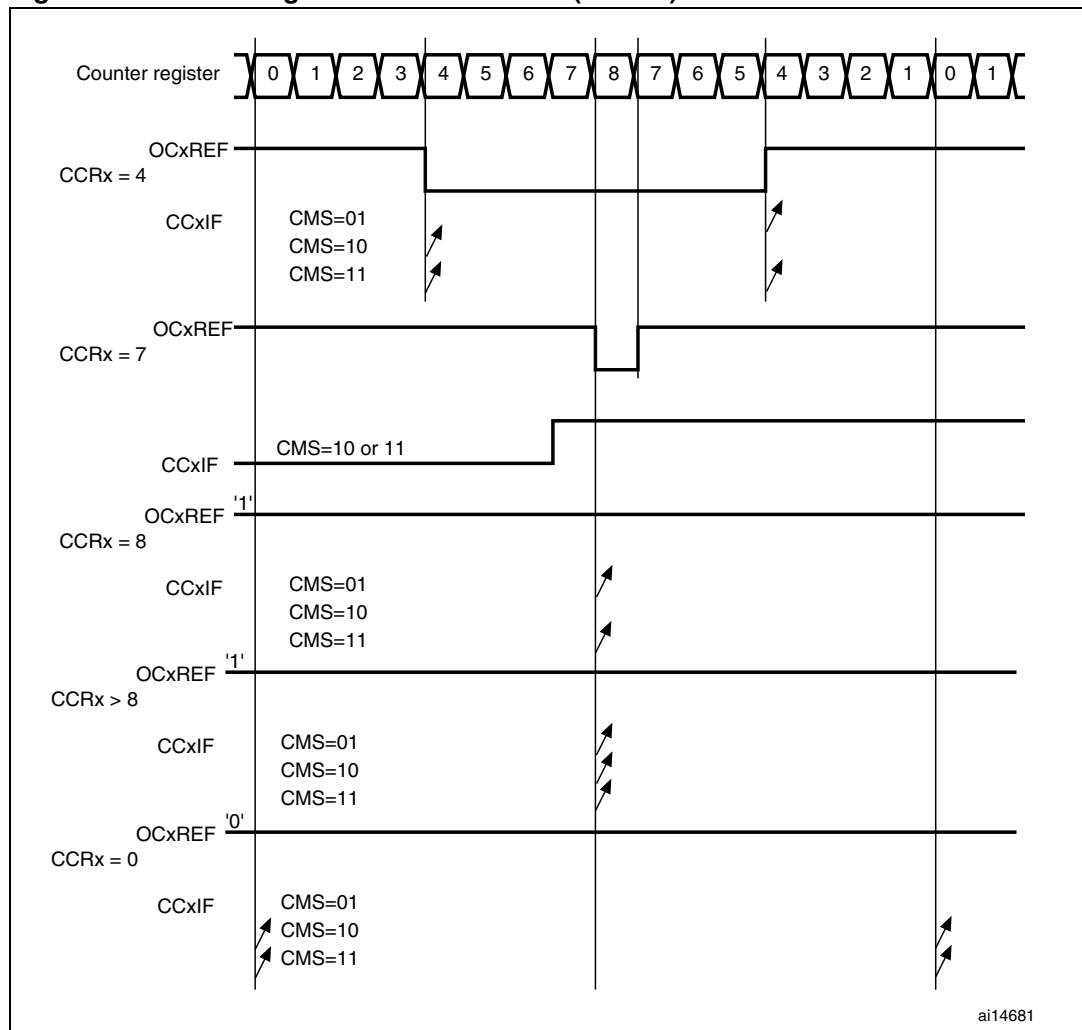 Counter register 0 1 2 3 4 5 6 7 8 7 6 5 4 3 2 1 0 1
OCxREF
CCRx = 4
CCxIF
CMS=01
CMS=10
CMS=11
OCxREF
CCRx = 7
CMS=10 or 11
CCxIF
'1'
OCxREF
CCRx = 8
CCxIF
CMS=01
CMS=10
CMS=11
'1'
OCxREF
CCRx > 8
CCxIF
CMS=01
CMS=10
CMS=11
'0'
OCxREF
CCRx = 0
CCxIF
CMS=01
CMS=10
CMS=11
ai14681